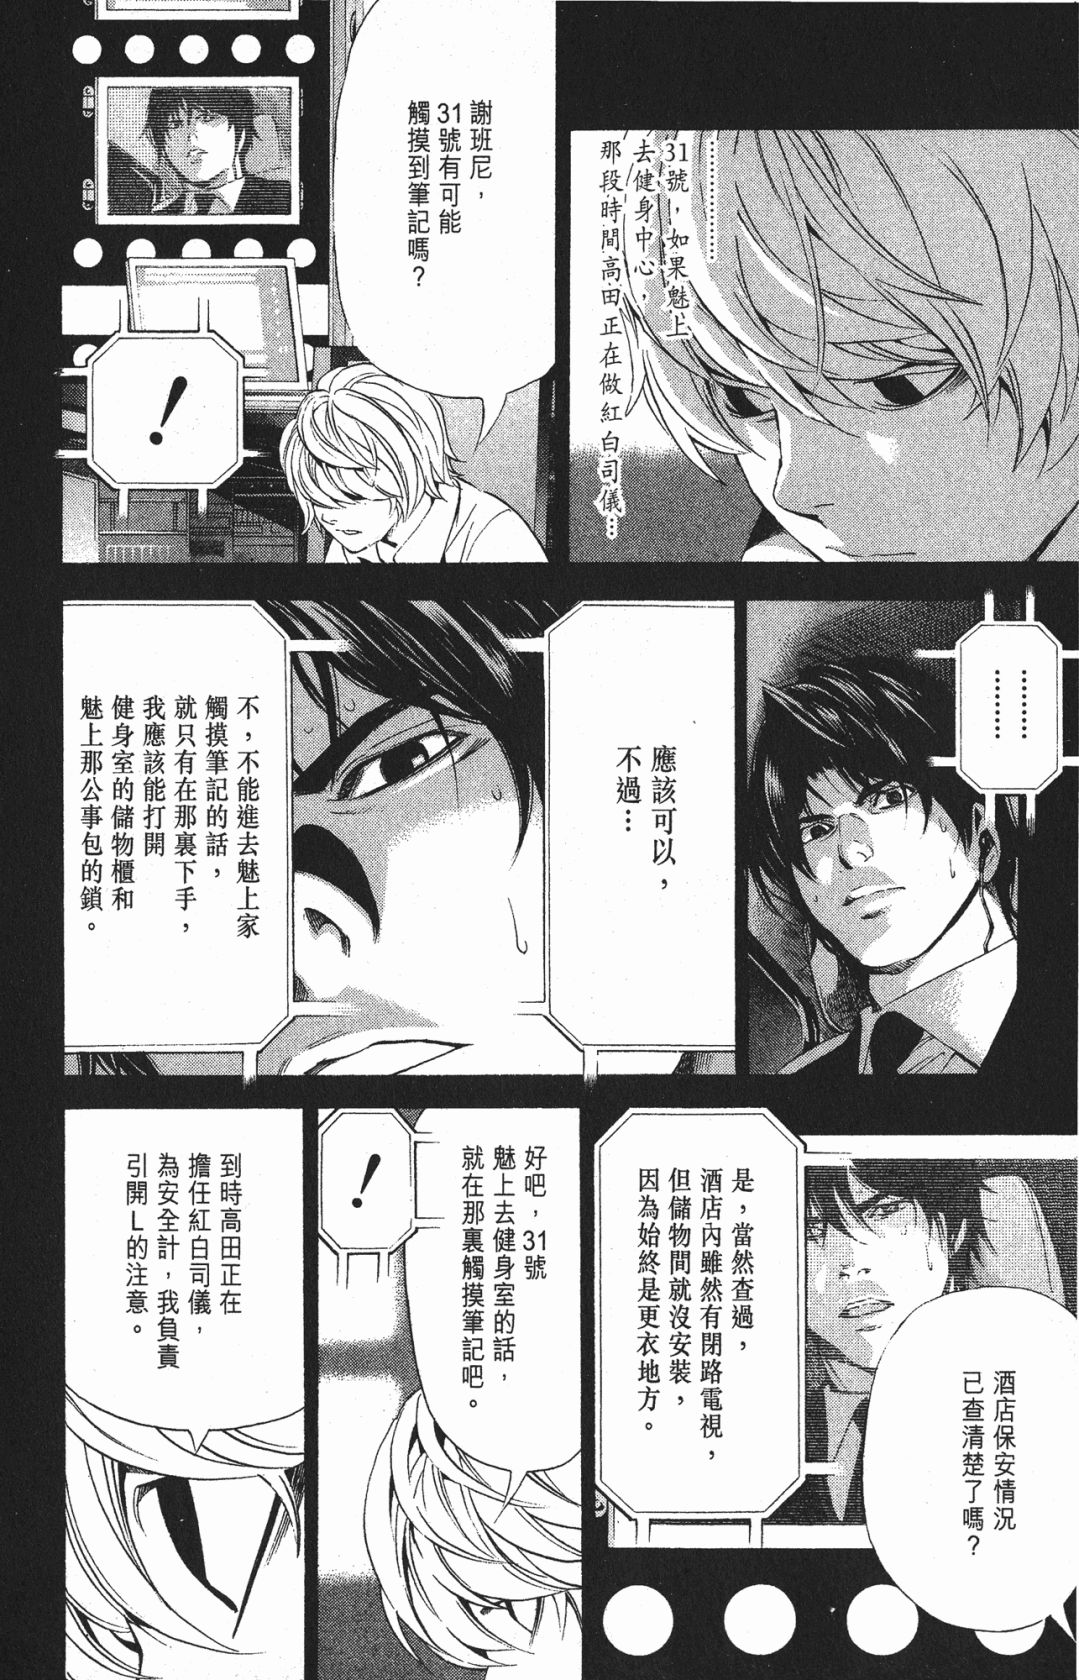 ………………
31號，如果魅上
去健身中心，
那段時間高田正在做紅白司儀…
謝班尼，
31號有可能
觸摸到筆記嗎？
！
………
………
應該可以，
不過…
不，不能進去魅上家
觸摸筆記的話，
就只有在那裏下手，
我應該能打開
健身室的儲物櫃和
魅上那公事包的鎖。
酒店保安情況
已查清楚了嗎？
是，當然查過，
酒店內雖然有閉路電視，
但儲物間就沒安裝，
因為始終是更衣地方。
好吧，31號
魅上去健身室的話，
就在那裏觸摸筆記吧。
！
到時高田正在
擔任紅白司儀，
為安全計，我負責
引開L的注意。